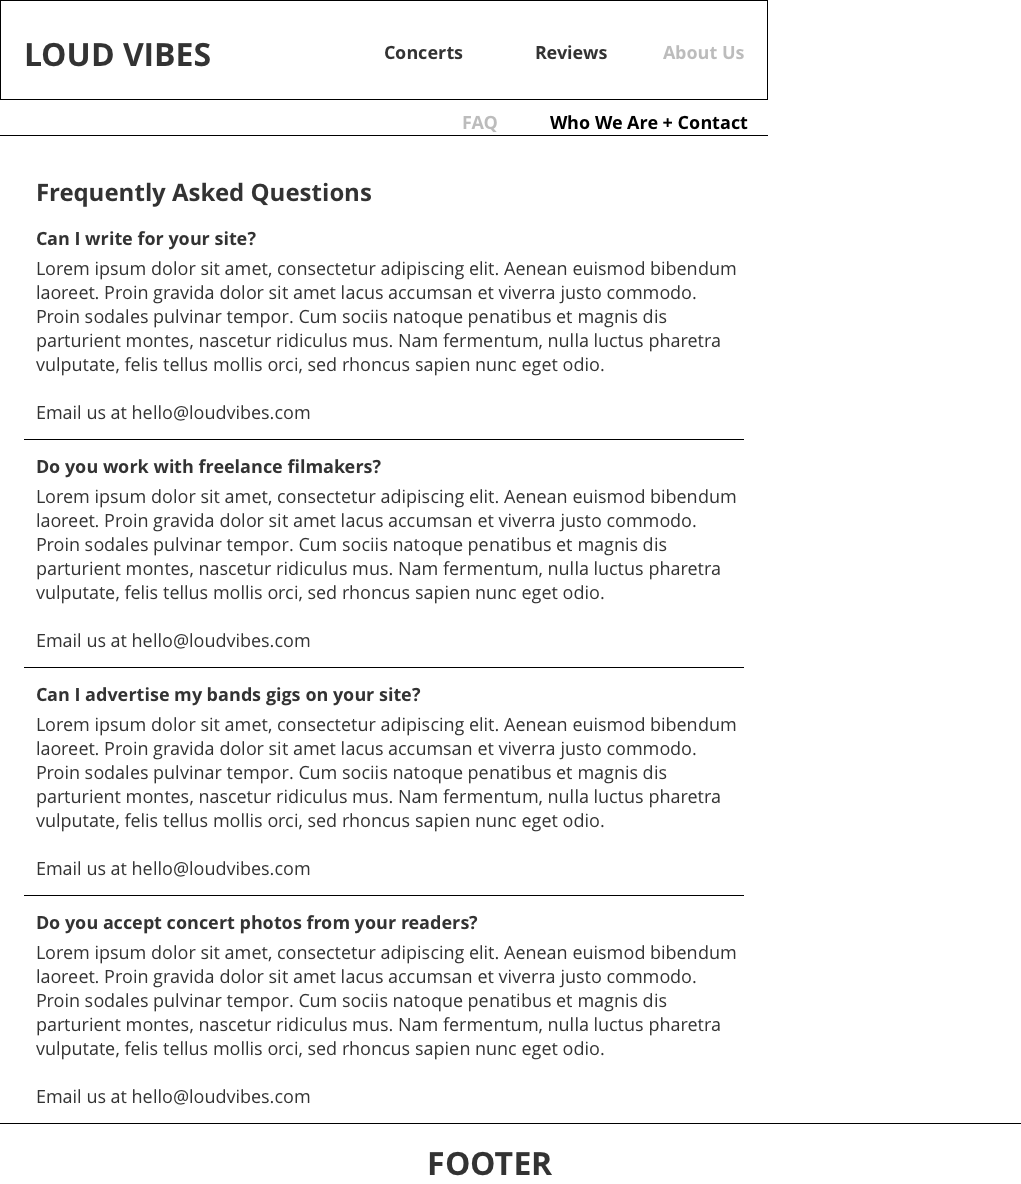 LOUD VIBES
Concerts
Reviews
About Us
FAQ
Who We Are + Contact
Frequently Asked Questions
Can I write for your site?
Lorem ipsum dolor sit amet, consectetur adipiscing elit. Aenean euismod bibendum
laoreet. Proin gravida dolor sit amet lacus accumsan et viverra justo commodo.
Proin sodales pulvinar tempor. Cum sociis natoque penatibus et magnis dis
parturient montes, nascetur ridiculus mus. Nam fermentum, nulla luctus pharetra
vulputate, felis tellus mollis orci, sed rhoncus sapien nunc eget odio.
Email us at hello@loudvibes.com
Do you work with freelance filmakers?
Lorem ipsum dolor sit amet, consectetur adipiscing elit. Aenean euismod bibendum
laoreet. Proin gravida dolor sit amet lacus accumsan et viverra justo commodo.
Proin sodales pulvinar tempor. Cum sociis natoque penatibus et magnis dis
parturient montes, nascetur ridiculus mus. Nam fermentum, nulla luctus pharetra
vulputate, felis tellus mollis orci, sed rhoncus sapien nunc eget odio.
Email us at hello@loudvibes.com
Can I advertise my bands gigs on your site?
Lorem ipsum dolor sit amet, consectetur adipiscing elit. Aenean euismod bibendum
laoreet. Proin gravida dolor sit amet lacus accumsan et viverra justo commodo.
Proin sodales pulvinar tempor. Cum sociis natoque penatibus et magnis dis
parturient montes, nascetur ridiculus mus. Nam fermentum, nulla luctus pharetra
vulputate, felis tellus mollis orci, sed rhoncus sapien nunc eget odio.
Email us at hello@loudvibes.com
Do you accept concert photos from your readers?
Lorem ipsum dolor sit amet, consectetur adipiscing elit. Aenean euismod bibendum
laoreet. Proin gravida dolor sit amet lacus accumsan et viverra justo commodo.
Proin sodales pulvinar tempor. Cum sociis natoque penatibus et magnis dis
parturient montes, nascetur ridiculus mus. Nam fermentum, nulla luctus pharetra
vulputate, felis tellus mollis orci, sed rhoncus sapien nunc eget odio.
Email us at hello@loudvibes.com
FOOTER